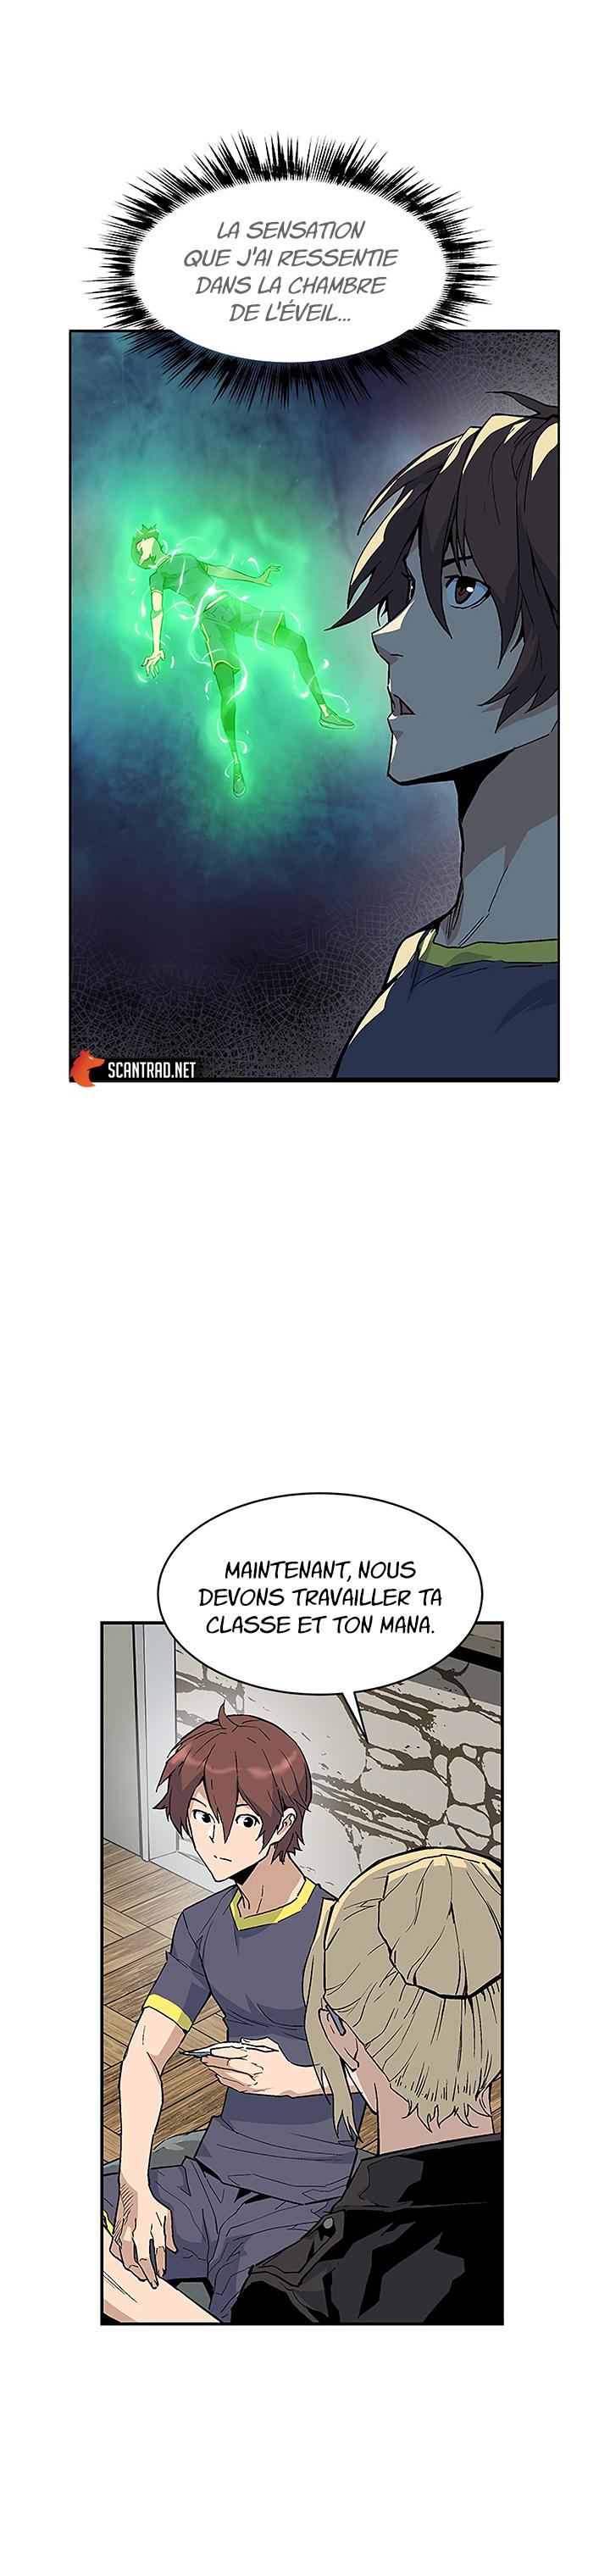 LA SENSATION
QUE J'AI RESSENTIE
DANS LA CHAMBRE
DE L'ÉVEIL...
SCANTRAD.NET
MAINTENANT, NOUS
DEVONS TRAVAILLER TA
CLASSE ET TON MANA.